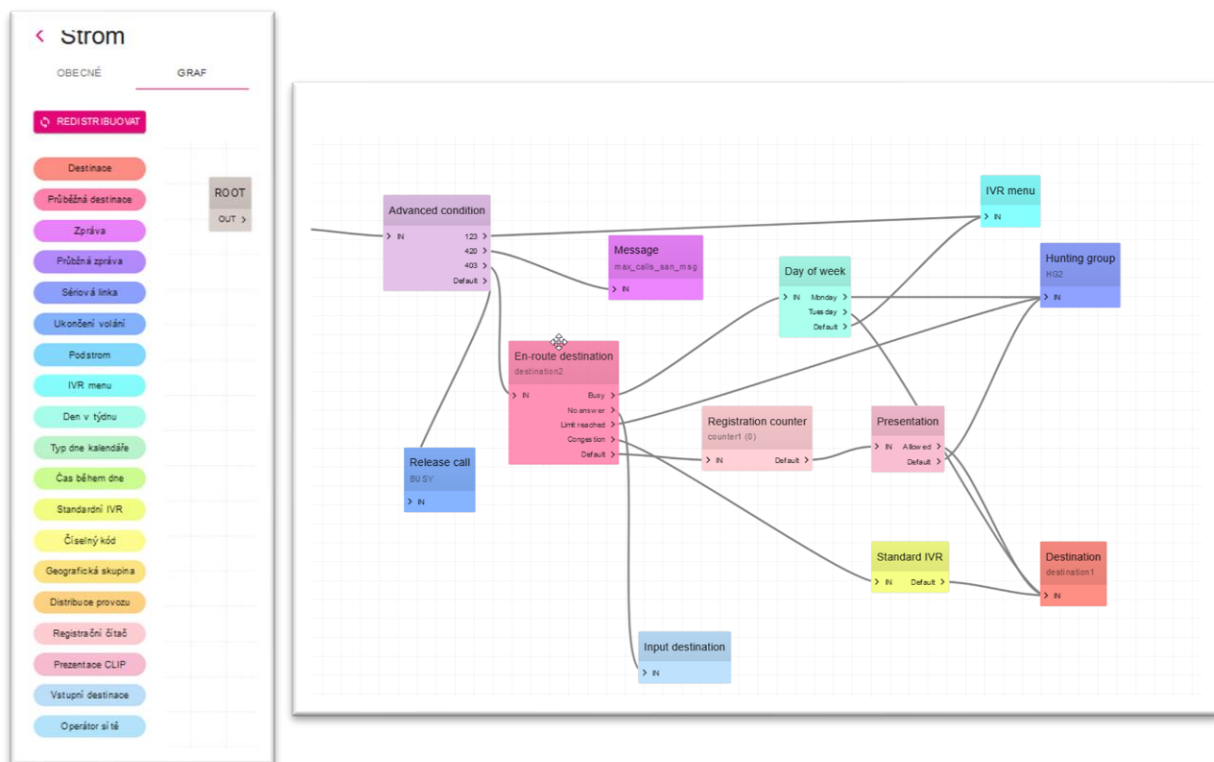 Strom
OBECNÉ GRAF
REDISTRIBUOVAT
Destinace
Průběžná destinace
Zpráva
Průběžná zpráva
Sériová linka
Ukončení volání
Podstrom
IVR menu
Den v týdnu
Typ dne kalendáře
Čas během dne
Standardní IVR
Číselný kód
Geografická skupina
Distribuce provozu
Registrační čítač
Prezentace CLIP
Vstupní destinace
Operátor sítě
ROOT
OUT >
Advanced condition
> IN 123 >
420 >
403 >
Default >
Message
max_calls_ssn_msg
> IN
IVR menu
> IN
Day of week
> IN Monday >
Tuesday >
Default >
Hunting group
HG2
> IN
En-route destination
destination2
> IN Busy >
No answer >
Limit reached >
Congestion >
Default >
Registration counter
counter1 (0)
> IN Default >
Presentation
> IN Allowed >
Default >
Release call
BUSY
> IN
Standard IVR
> IN Default >
Destination
destination1
> IN
Input destination
> IN